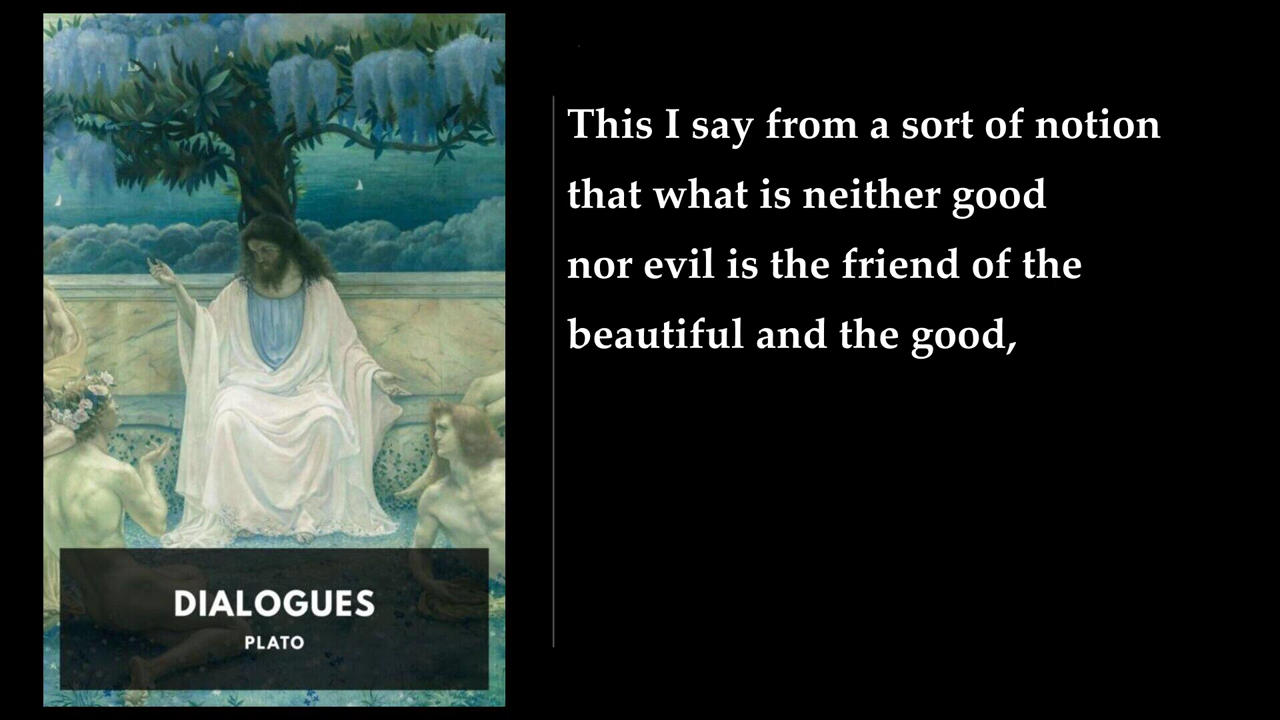 This I say from a sort of notion
that what is neither good
nor evil is the friend of the
beautiful and the good,
DIALOGUES
PLATO